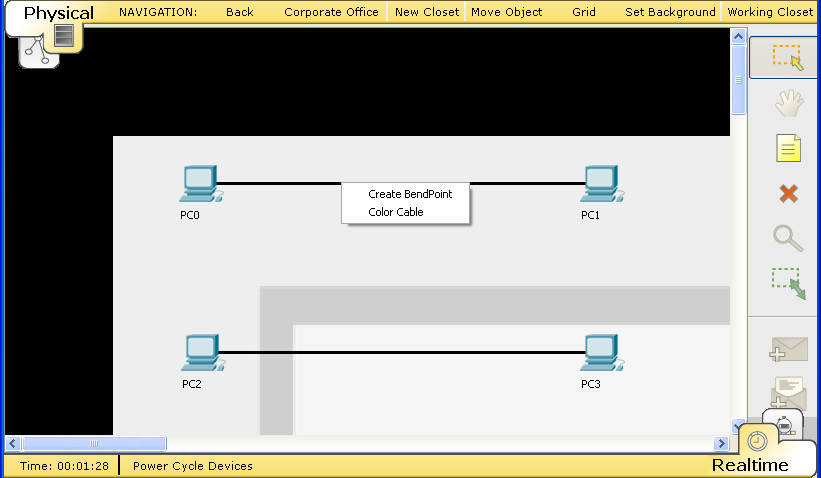 Physical
NAVIGATION: Back Corporate Office New Closet Move Object Grid Set Background Working Closet
Create BendPoint
Color Cable
PC0
PC1
PC2
PC3
Time: 00:01:28 Power Cycle Devices
Realtime